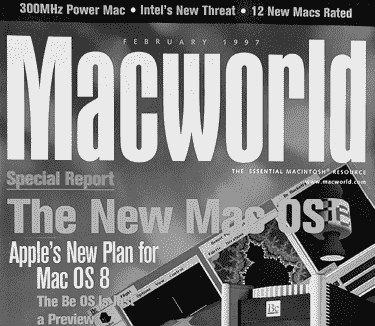 300MHz Power Mac • Intel's New Threat • 12 New Macs Rated
FEBRUARY 1997
Macworld
THE ESSENTIAL MACINTOSH RESOURCE
www.macworld.com
Special Report
The New Mac OS
Apple's New Plan for
Mac OS 8
The Be OS
a Preview
Be